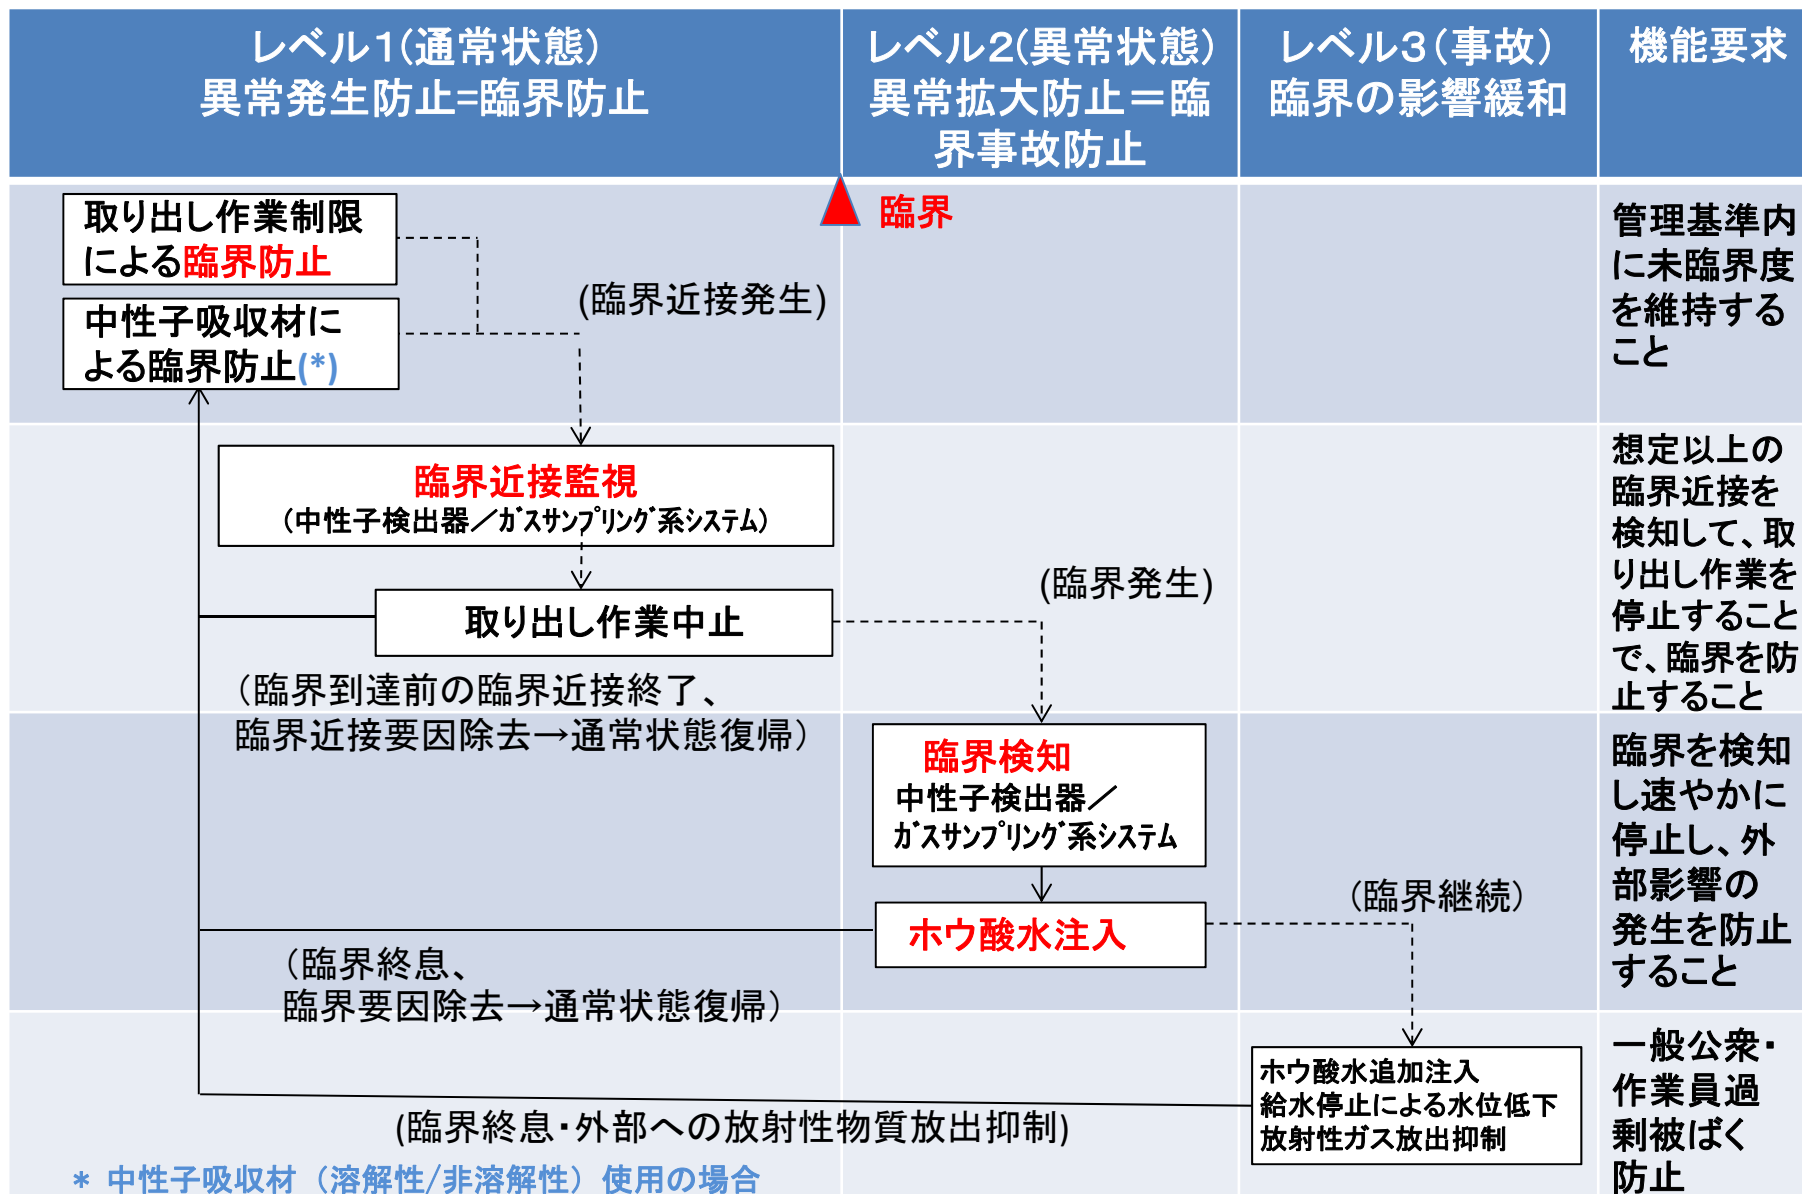 レベル1(通常状態)
異常発生防止=臨界防止
レベル2(異常状態)
異常拡大防止＝臨
界事故防止
レベル3(事故)
臨界の影響緩和
機能要求
取り出し作業制限
による臨界防止
臨界
管理基準内
に未臨界度
を維持する
こと
(臨界近接発生)
中性子吸収材に
よる臨界防止(*)
臨界近接監視
（中性子検出器／ｶﾞｽｻﾝﾌﾟﾘﾝｸﾞ系ｼｽﾃﾑ）
想定以上の
臨界近接を
検知して、取
り出し作業を
停止すること
で、臨界を防
止すること
取り出し作業中止
(臨界発生)
（臨界到達前の臨界近接終了、
臨界近接要因除去→通常状態復帰）
臨界検知
中性子検出器／
ｶﾞｽｻﾝﾌﾟﾘﾝｸﾞ系ｼｽﾃﾑ
臨界を検知
し速やかに
停止し、外
部影響の
発生を防止
すること
ホウ酸水注入
（臨界継続）
（臨界終息、
臨界要因除去→通常状態復帰）
ホウ酸水追加注入
給水停止による水位低下
放射性ガス放出抑制
一般公衆・
作業員過
剰被ばく
防止
(臨界終息・外部への放射性物質放出抑制)
* 中性子吸収材（溶解性/非溶解性）使用の場合